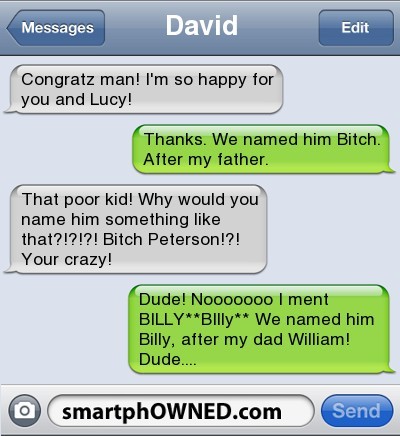 Messages
David
Edit
Congratz man! I'm so happy for
you and Lucy!
Thanks. We named him Bitch.
After my father.
That poor kid! Why would you
name him something like
that?!?!?! Bitch Peterson!?!
Your crazy!
Dude! Nooooooo I ment
BILLY**BIlly** We named him
Billy, after my dad William!
Dude....
smartphOWNED.com
Send